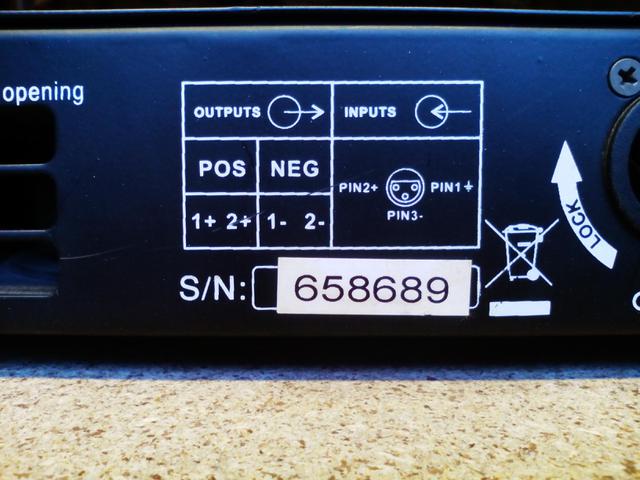 opening
OUTPUTS INPUTS
POS NEG
PIN2+ PIN1
PIN3-
1+ 2+ 1- 2-
LOCK
S/N: 658689